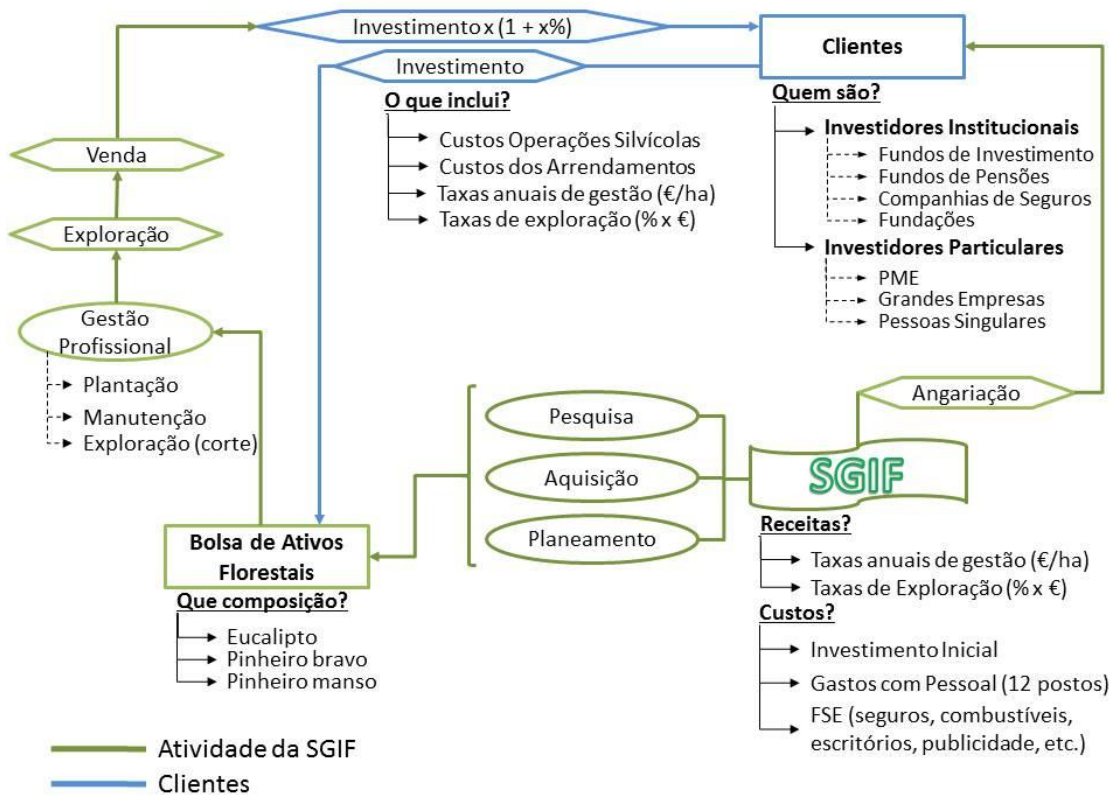 Investimento x (1 + x%)
Clientes
Investimento
O que inclui?
Custos Operações Silvícolas
Custos dos Arrendamentos
Taxas anuais de gestão (€/ha)
Taxas de exploração (% x €)
Quem são?
Investidores Institucionais
Fundos de Investimento
Fundos de Pensões
Companhias de Seguros
Fundações
Investidores Particulares
PME
Grandes Empresas
Pessoas Singulares
Venda
Exploração
Gestão
Profissional
Plantação
Manutenção
Exploração (corte)
Pesquisa
Aquisição
Planeamento
Angariação
SGIF
Receitas?
Taxas anuais de gestão (€/ha)
Taxas de Exploração (% x €)
Custos?
Investimento Inicial
Gastos com Pessoal (12 postos)
FSE (seguros, combustíveis,
escritórios, publicidade, etc.)
Bolsa de Ativos
Florestais
Que composição?
Eucalipto
Pinheiro bravo
Pinheiro manso
Atividade da SGIF
Clientes